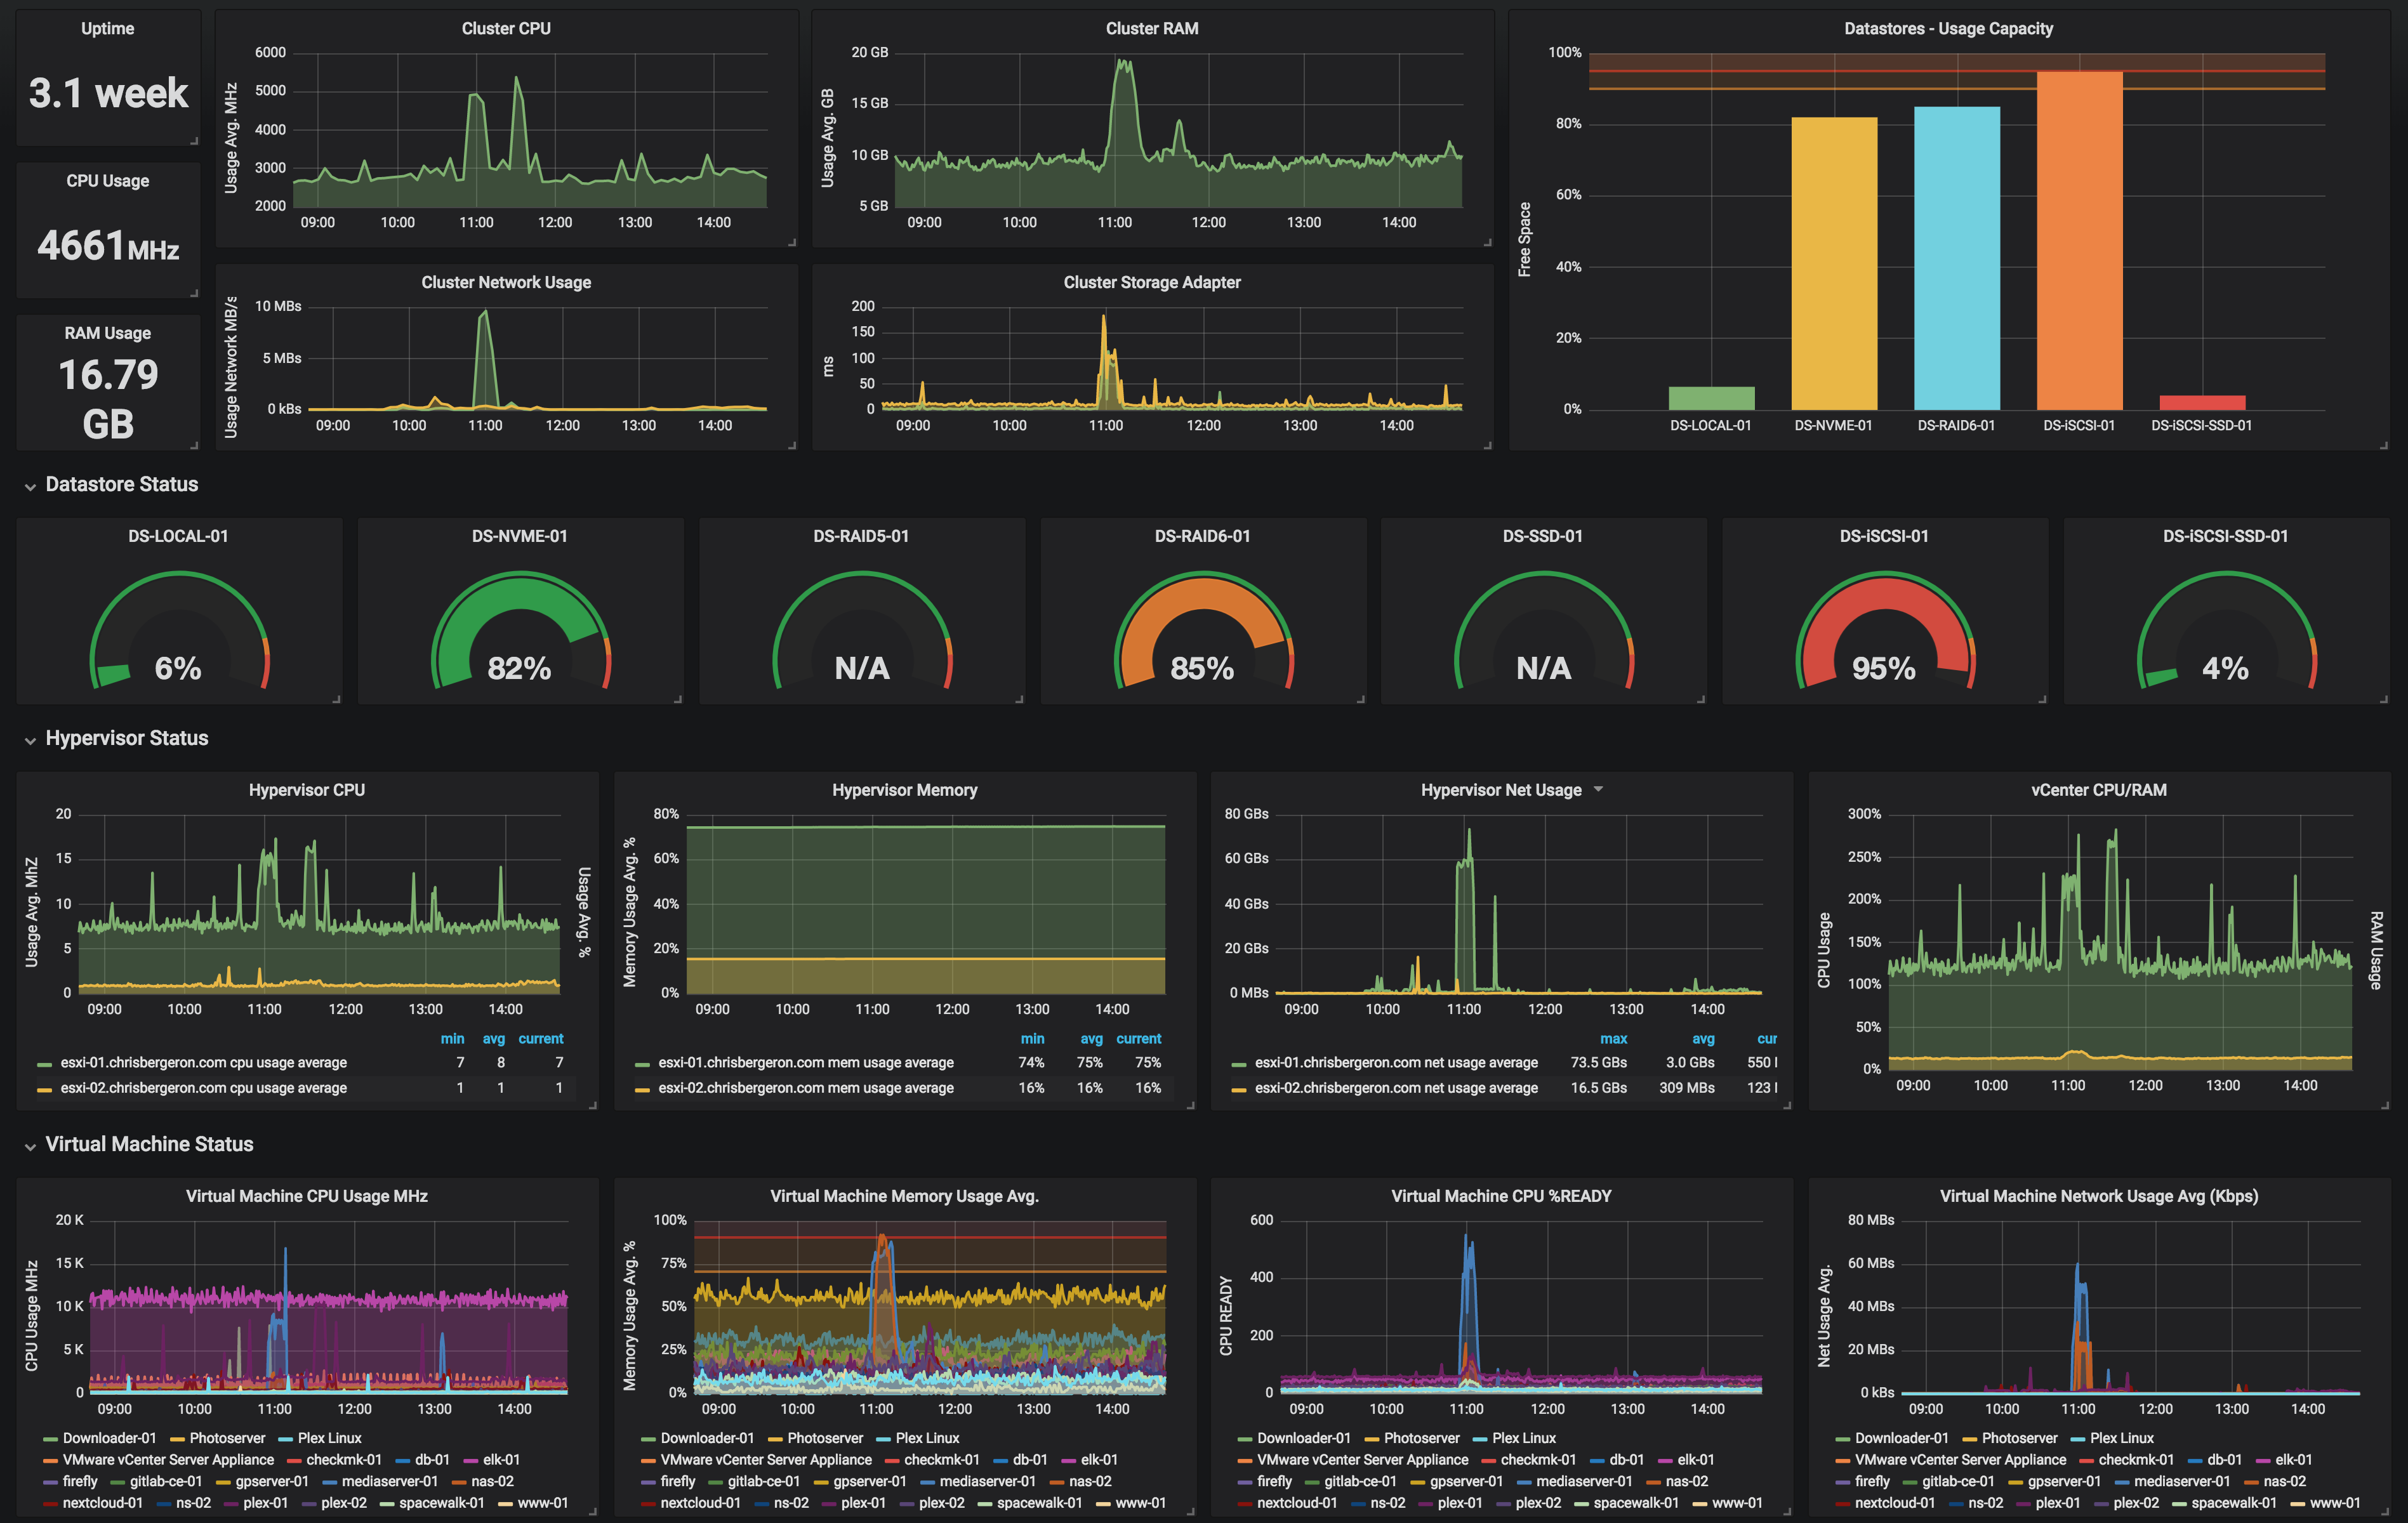 Uptime
3.1 week
CPU Usage
4661MHz
RAM Usage
16.79
GB
Cluster CPU
Usage Avg. MHz
6000
5000
4000
3000
2000
09:00 10:00 11:00 12:00 13:00 14:00
Cluster RAM
Usage Avg. GB
20 GB
15 GB
10 GB
5 GB
09:00 10:00 11:00 12:00 13:00 14:00
Cluster Network Usage
Usage Network MB/s
10 MBs
5 MBs
0 kBs
09:00 10:00 11:00 12:00 13:00 14:00
Cluster Storage Adapter
ms
200
150
100
50
0
09:00 10:00 11:00 12:00 13:00 14:00
Datastores - Usage Capacity
Free Space
100%
80%
60%
40%
20%
0%
DS-LOCAL-01 DS-NVME-01 DS-RAID6-01 DS-iSCSI-01 DS-iSCSI-SSD-01
Datastore Status
DS-LOCAL-01
6%
DS-NVME-01
82%
DS-RAID5-01
N/A
DS-RAID6-01
85%
DS-SSD-01
N/A
DS-iSCSI-01
95%
DS-iSCSI-SSD-01
4%
Hypervisor Status
Hypervisor CPU
Usage Avg. MhZ
Usage Avg. %
20
15
10
5
0
09:00 10:00 11:00 12:00 13:00 14:00
min avg current
esxi-01.chrisbergeron.com cpu usage average 7 8 7
esxi-02.chrisbergeron.com cpu usage average 1 1 1
Hypervisor Memory
Memory Usage Avg. %
80%
60%
40%
20%
0%
09:00 10:00 11:00 12:00 13:00 14:00
min avg current
esxi-01.chrisbergeron.com mem usage average 74% 75% 75%
esxi-02.chrisbergeron.com mem usage average 16% 16% 16%
Hypervisor Net Usage
80 GBs
60 GBs
40 GBs
20 GBs
0 MBs
09:00 10:00 11:00 12:00 13:00 14:00
max avg cur
esxi-01.chrisbergeron.com net usage average 73.5 GBs 3.0 GBs 550
esxi-02.chrisbergeron.com net usage average 16.5 GBs 309 MBs 123
vCenter CPU/RAM
CPU Usage
RAM Usage
300%
250%
200%
150%
100%
50%
0%
09:00 10:00 11:00 12:00 13:00 14:00
Virtual Machine Status
Virtual Machine CPU Usage MHz
CPU Usage MHz
20 K
15 K
10 K
5 K
0
09:00 10:00 11:00 12:00 13:00 14:00
Downloader-01 Photoserver Plex Linux
VMware vCenter Server Appliance checkmk-01 db-01 elk-01
firefly gitlab-ce-01 gpserver-01 mediaserver-01 nas-02
nextcloud-01 ns-02 plex-01 plex-02 spacewalk-01 www-01
Virtual Machine Memory Usage Avg.
Memory Usage Avg. %
100%
75%
50%
25%
0%
09:00 10:00 11:00 12:00 13:00 14:00
Downloader-01 Photoserver Plex Linux
VMware vCenter Server Appliance checkmk-01 db-01 elk-01
firefly gitlab-ce-01 gpserver-01 mediaserver-01 nas-02
nextcloud-01 ns-02 plex-01 plex-02 spacewalk-01 www-01
Virtual Machine CPU %READY
CPU READY
600
400
200
0
09:00 10:00 11:00 12:00 13:00 14:00
Downloader-01 Photoserver Plex Linux
VMware vCenter Server Appliance checkmk-01 db-01 elk-01
firefly gitlab-ce-01 gpserver-01 mediaserver-01 nas-02
nextcloud-01 ns-02 plex-01 plex-02 spacewalk-01 www-01
Virtual Machine Network Usage Avg (Kbps)
Net Usage Avg.
80 MBs
60 MBs
40 MBs
20 MBs
0 kBs
09:00 10:00 11:00 12:00 13:00 14:00
Downloader-01 Photoserver Plex Linux
VMware vCenter Server Appliance checkmk-01 db-01 elk-01
firefly gitlab-ce-01 gpserver-01 mediaserver-01 nas-02
nextcloud-01 ns-02 plex-01 plex-02 spacewalk-01 www-01